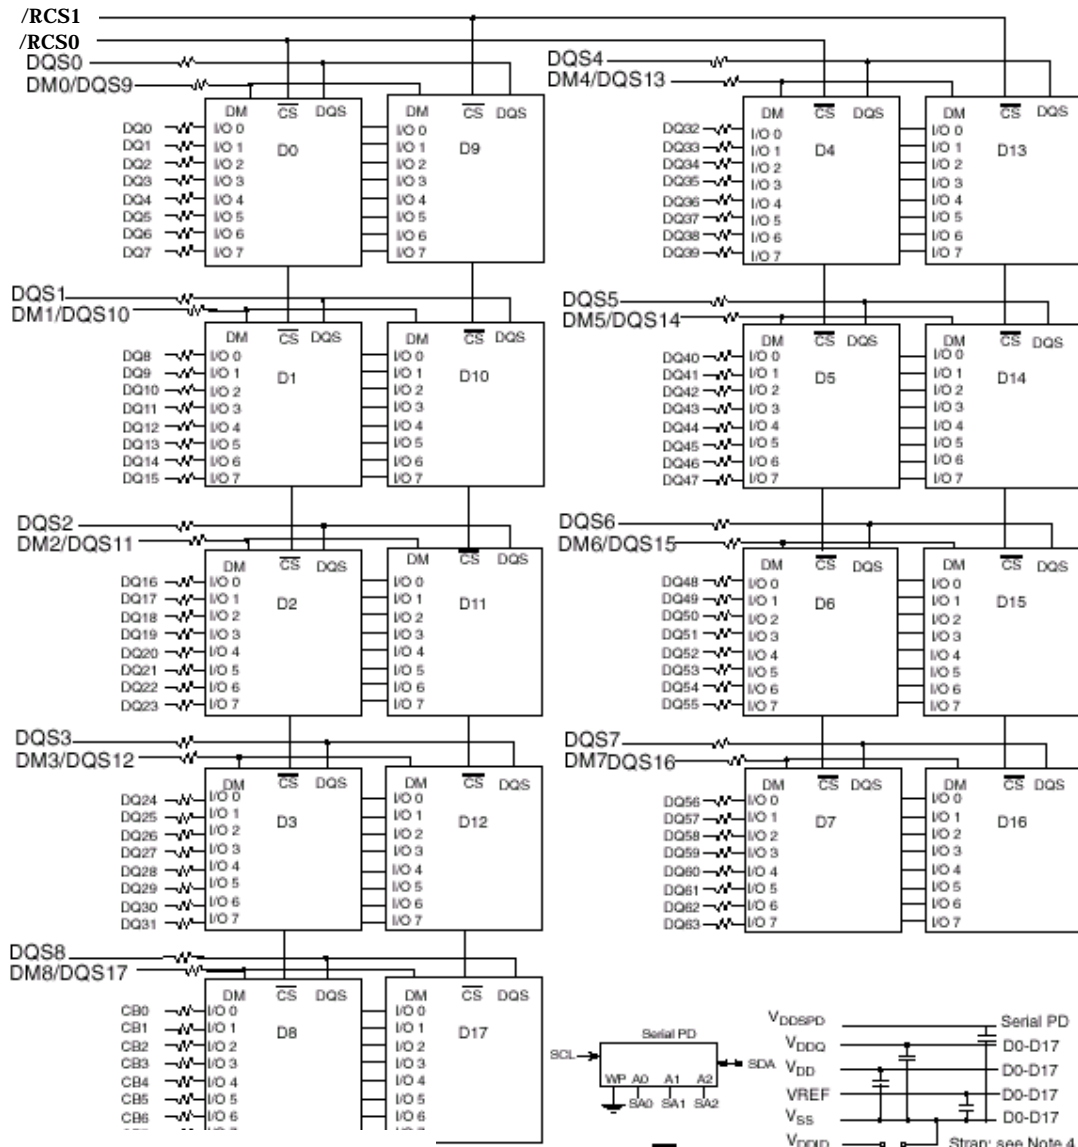 /RCS1
/RCS0
DQS0
DM0/DQS9
DM CS DQS
DM CS DQS
DQ0 I/O 0 I/O 0
DQ1 I/O 1 I/O 1
DQ2 I/O 2 I/O 2
DQ3 I/O 3 I/O 3
DQ4 I/O 4 I/O 4
DQ5 I/O 5 I/O 5
DQ6 I/O 6 I/O 6
DQ7 I/O 7 I/O 7
D0
D9
DQS1
DM1/DQS10
DM CS DQS
DM CS DQS
DQ8 I/O 0 I/O 0
DQ9 I/O 1 I/O 1
DQ10 I/O 2 I/O 2
DQ11 I/O 3 I/O 3
DQ12 I/O 4 I/O 4
DQ13 I/O 5 I/O 5
DQ14 I/O 6 I/O 6
DQ15 I/O 7 I/O 7
D1
D10
DQS2
DM2/DQS11
DM CS DQS
DM CS DQS
DQ16 I/O 0 I/O 0
DQ17 I/O 1 I/O 1
DQ18 I/O 2 I/O 2
DQ19 I/O 3 I/O 3
DQ20 I/O 4 I/O 4
DQ21 I/O 5 I/O 5
DQ22 I/O 6 I/O 6
DQ23 I/O 7 I/O 7
D2
D11
DQS3
DM3/DQS12
DM CS DQS
DM CS DQS
DQ24 I/O 0 I/O 0
DQ25 I/O 1 I/O 1
DQ26 I/O 2 I/O 2
DQ27 I/O 3 I/O 3
DQ28 I/O 4 I/O 4
DQ29 I/O 5 I/O 5
DQ30 I/O 6 I/O 6
DQ31 I/O 7 I/O 7
D3
D12
DQS8
DM8/DQS17
DM CS DQS
DM CS DQS
CB0 I/O 0 I/O 0
CB1 I/O 1 I/O 1
CB2 I/O 2 I/O 2
CB3 I/O 3 I/O 3
CB4 I/O 4 I/O 4
CB5 I/O 5 I/O 5
CB6 I/O 6 I/O 6
D8
D17
DQS4
DM4/DQS13
DM CS DQS
DM CS DQS
DQ32 I/O 0 I/O 0
DQ33 I/O 1 I/O 1
DQ34 I/O 2 I/O 2
DQ35 I/O 3 I/O 3
DQ36 I/O 4 I/O 4
DQ37 I/O 5 I/O 5
DQ38 I/O 6 I/O 6
DQ39 I/O 7 I/O 7
D4
D13
DQS5
DM5/DQS14
DM CS DQS
DM CS DQS
DQ40 I/O 0 I/O 0
DQ41 I/O 1 I/O 1
DQ42 I/O 2 I/O 2
DQ43 I/O 3 I/O 3
DQ44 I/O 4 I/O 4
DQ45 I/O 5 I/O 5
DQ46 I/O 6 I/O 6
DQ47 I/O 7 I/O 7
D5
D14
DQS6
DM6/DQS15
DM CS DQS
DM CS DQS
DQ48 I/O 0 I/O 0
DQ49 I/O 1 I/O 1
DQ50 I/O 2 I/O 2
DQ51 I/O 3 I/O 3
DQ52 I/O 4 I/O 4
DQ53 I/O 5 I/O 5
DQ54 I/O 6 I/O 6
DQ55 I/O 7 I/O 7
D6
D15
DQS7
DM7DQS16
DM CS DQS
DM CS DQS
DQ56 I/O 0 I/O 0
DQ57 I/O 1 I/O 1
DQ58 I/O 2 I/O 2
DQ59 I/O 3 I/O 3
DQ60 I/O 4 I/O 4
DQ61 I/O 5 I/O 5
DQ62 I/O 6 I/O 6
DQ63 I/O 7 I/O 7
D7
D16
Serial PD
SCL SDA
WP A0 A1 A2
SA0 SA1 SA2
VDDSPD Serial PD
VDDQ D0-D17
VDD D0-D17
VREF D0-D17
VSS D0-D17
VDDID Strap: see Note 4